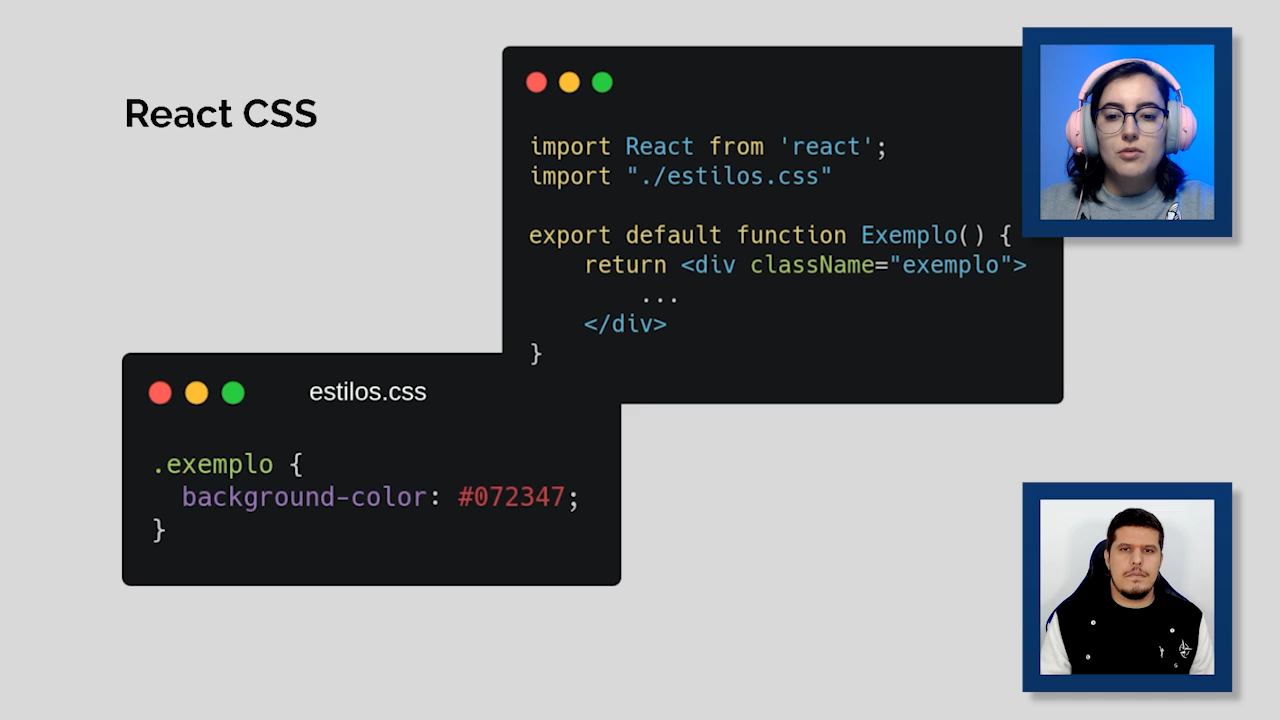 React CSS
import React from 'react';
import "./estilos.css"
export default function Exemplo() {
    return <div className="exemplo">
        ...
    </div>
}
estilos.css
.exemplo {
  background-color: #072347;
}